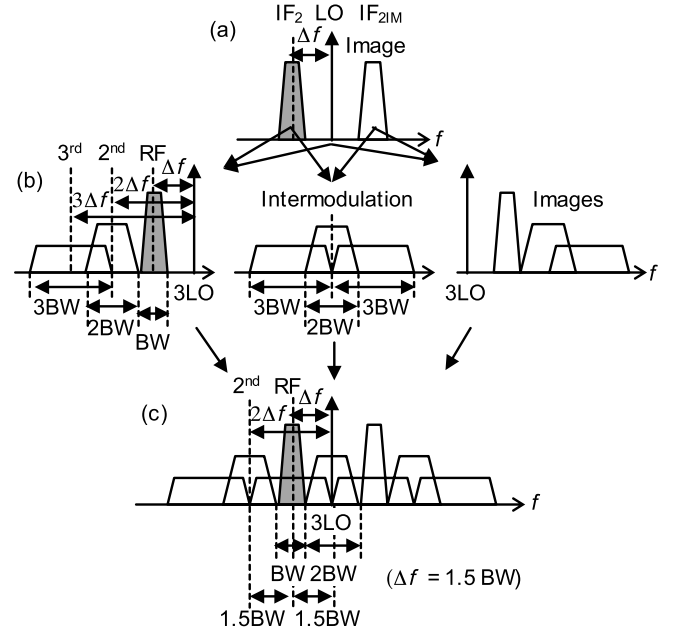 IF2 LO IF2IM
(a)
Δf
Image
f
3rd 2nd RF
Δf
(b)
2Δf
3Δf
Intermodulation
Images
f
3LO
3LO
3BW
2BW
BW
3BW
3BW
2BW
2nd RF
(c)
Δf
2Δf
f
3LO
BW 2BW
(Δf = 1.5 BW)
1.5BW 1.5BW